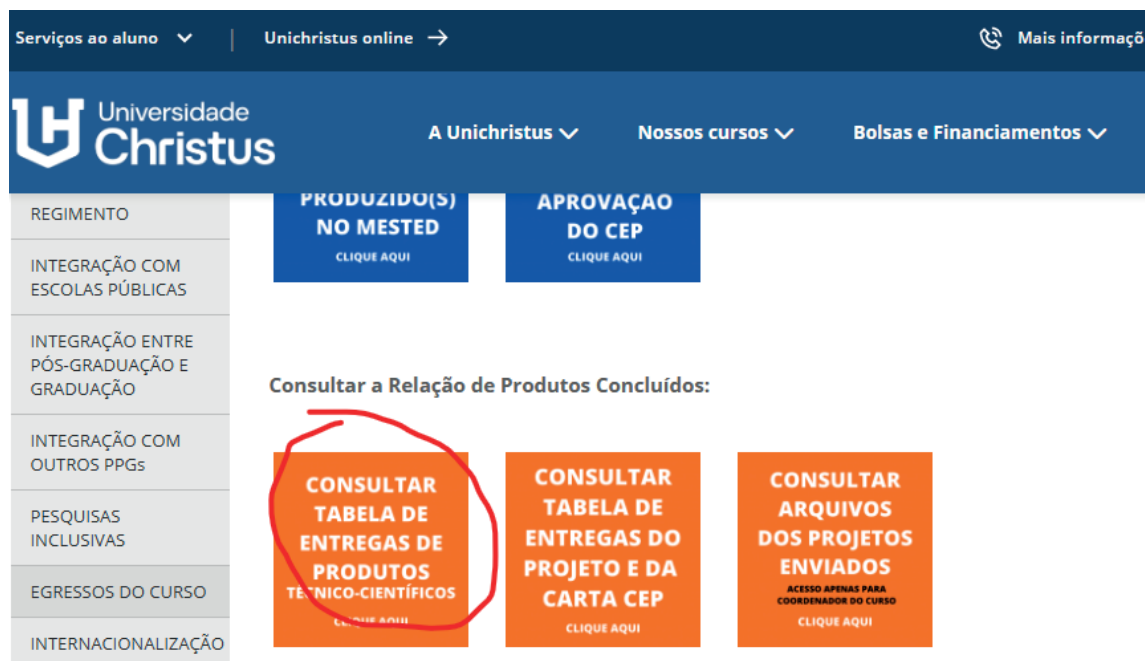 Serviços ao aluno
Unichristus online
Mais informaçõ
Universidade
Christus
A Unichristus
Nossos cursos
Bolsas e Financiamentos
REGIMENTO
INTEGRAÇÃO COM
ESCOLAS PÚBLICAS
INTEGRAÇÃO ENTRE
PÓS-GRADUAÇÃO E
GRADUAÇÃO
INTEGRAÇÃO COM
OUTROS PPGs
PESQUISAS
INCLUSIVAS
EGRESSOS DO CURSO
INTERNACIONALIZAÇÃO
PRODUZIDO(S)
NO MESTED
CLIQUE AQUI
APROVAÇÃO
DO CEP
CLIQUE AQUI
Consultar a Relação de Produtos Concluídos:
CONSULTAR
TABELA DE
ENTREGAS DE
PRODUTOS
TÉCNICO-CIENTÍFICOS
CLIQUE AQUI
CONSULTAR
TABELA DE
ENTREGAS DO
PROJETO E DA
CARTA CEP
CLIQUE AQUI
CONSULTAR
ARQUIVOS
DOS PROJETOS
ENVIADOS
ACESSO APENAS PARA
COORDENADOR DO CURSO
CLIQUE AQUI